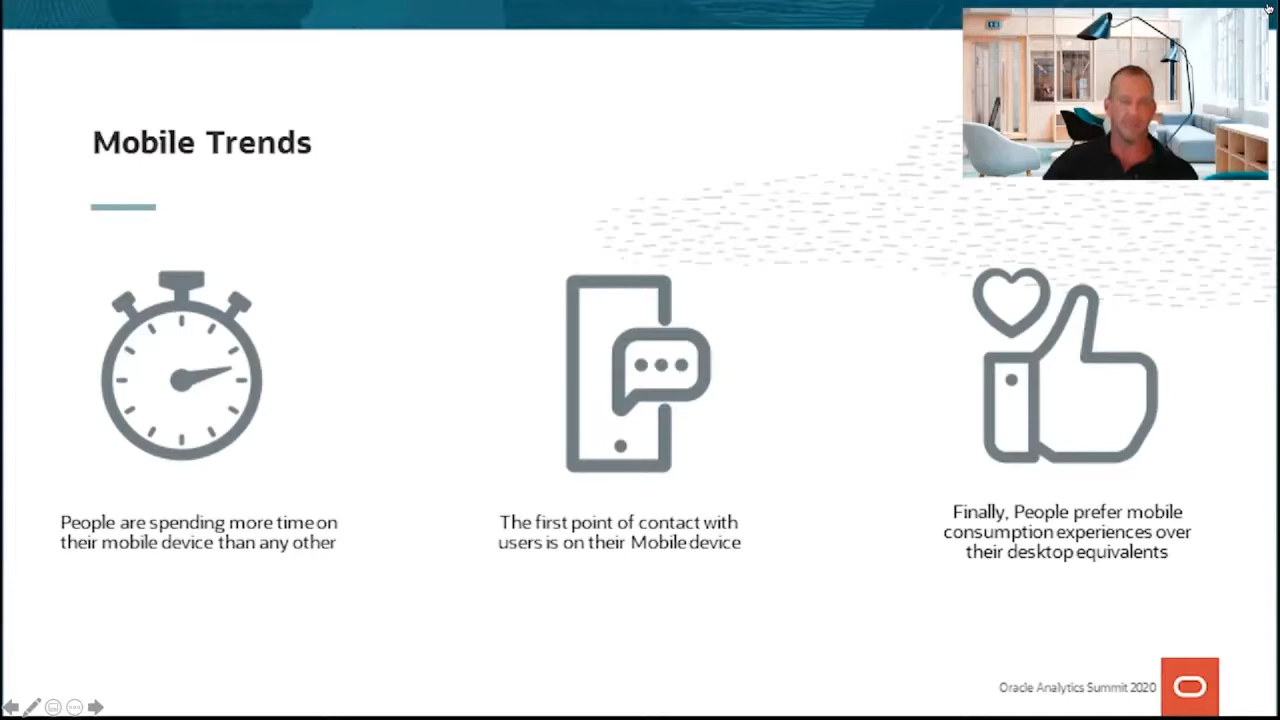 Mobile Trends
People are spending more time on
their mobile device than any other
The first point of contact with
users is on their Mobile device
Finally, People prefer mobile
consumption experiences over
their desktop equivalents
Oracle Analytics Summit 2020